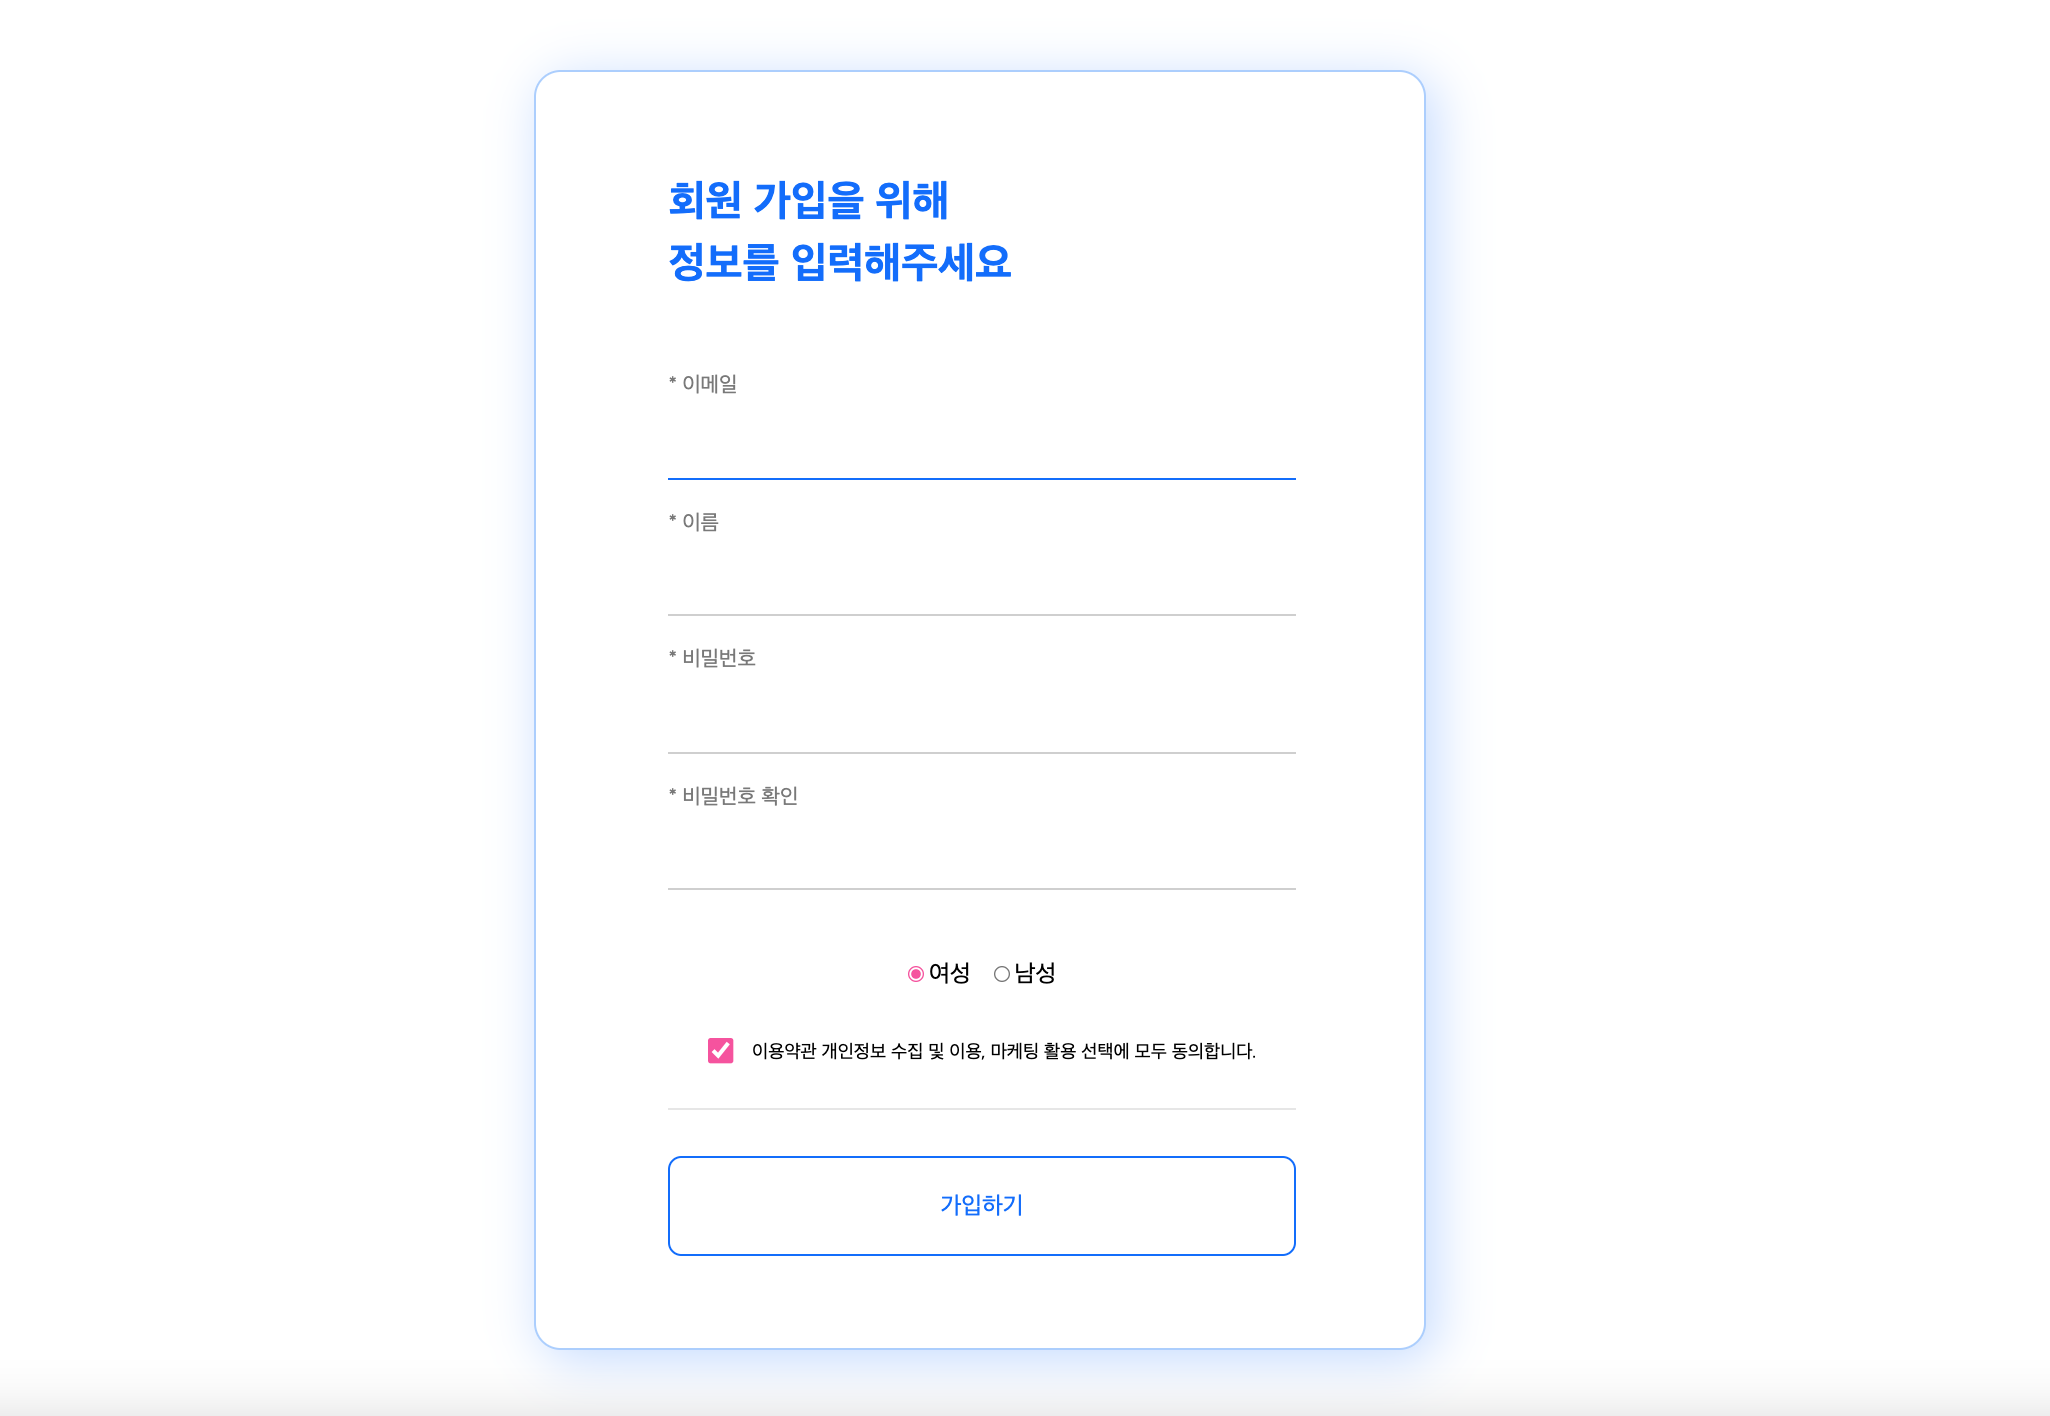 회원 가입을 위해
정보를 입력해주세요
* 이메일
* 이름
* 비밀번호
* 비밀번호 확인
여성 남성
이용약관 개인정보 수집 및 이용, 마케팅 활용 선택에 모두 동의합니다.
가입하기